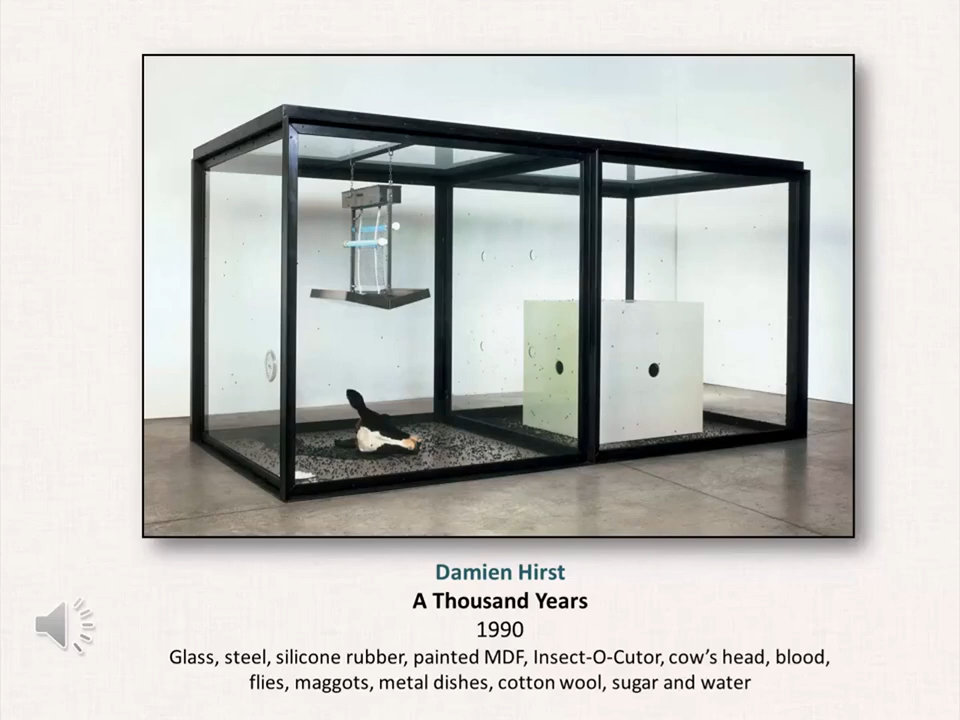 Damien Hirst
A Thousand Years
1990
Glass, steel, silicone rubber, painted MDF, Insect-O-Cutor, cow’s head, blood,
flies, maggots, metal dishes, cotton wool, sugar and water